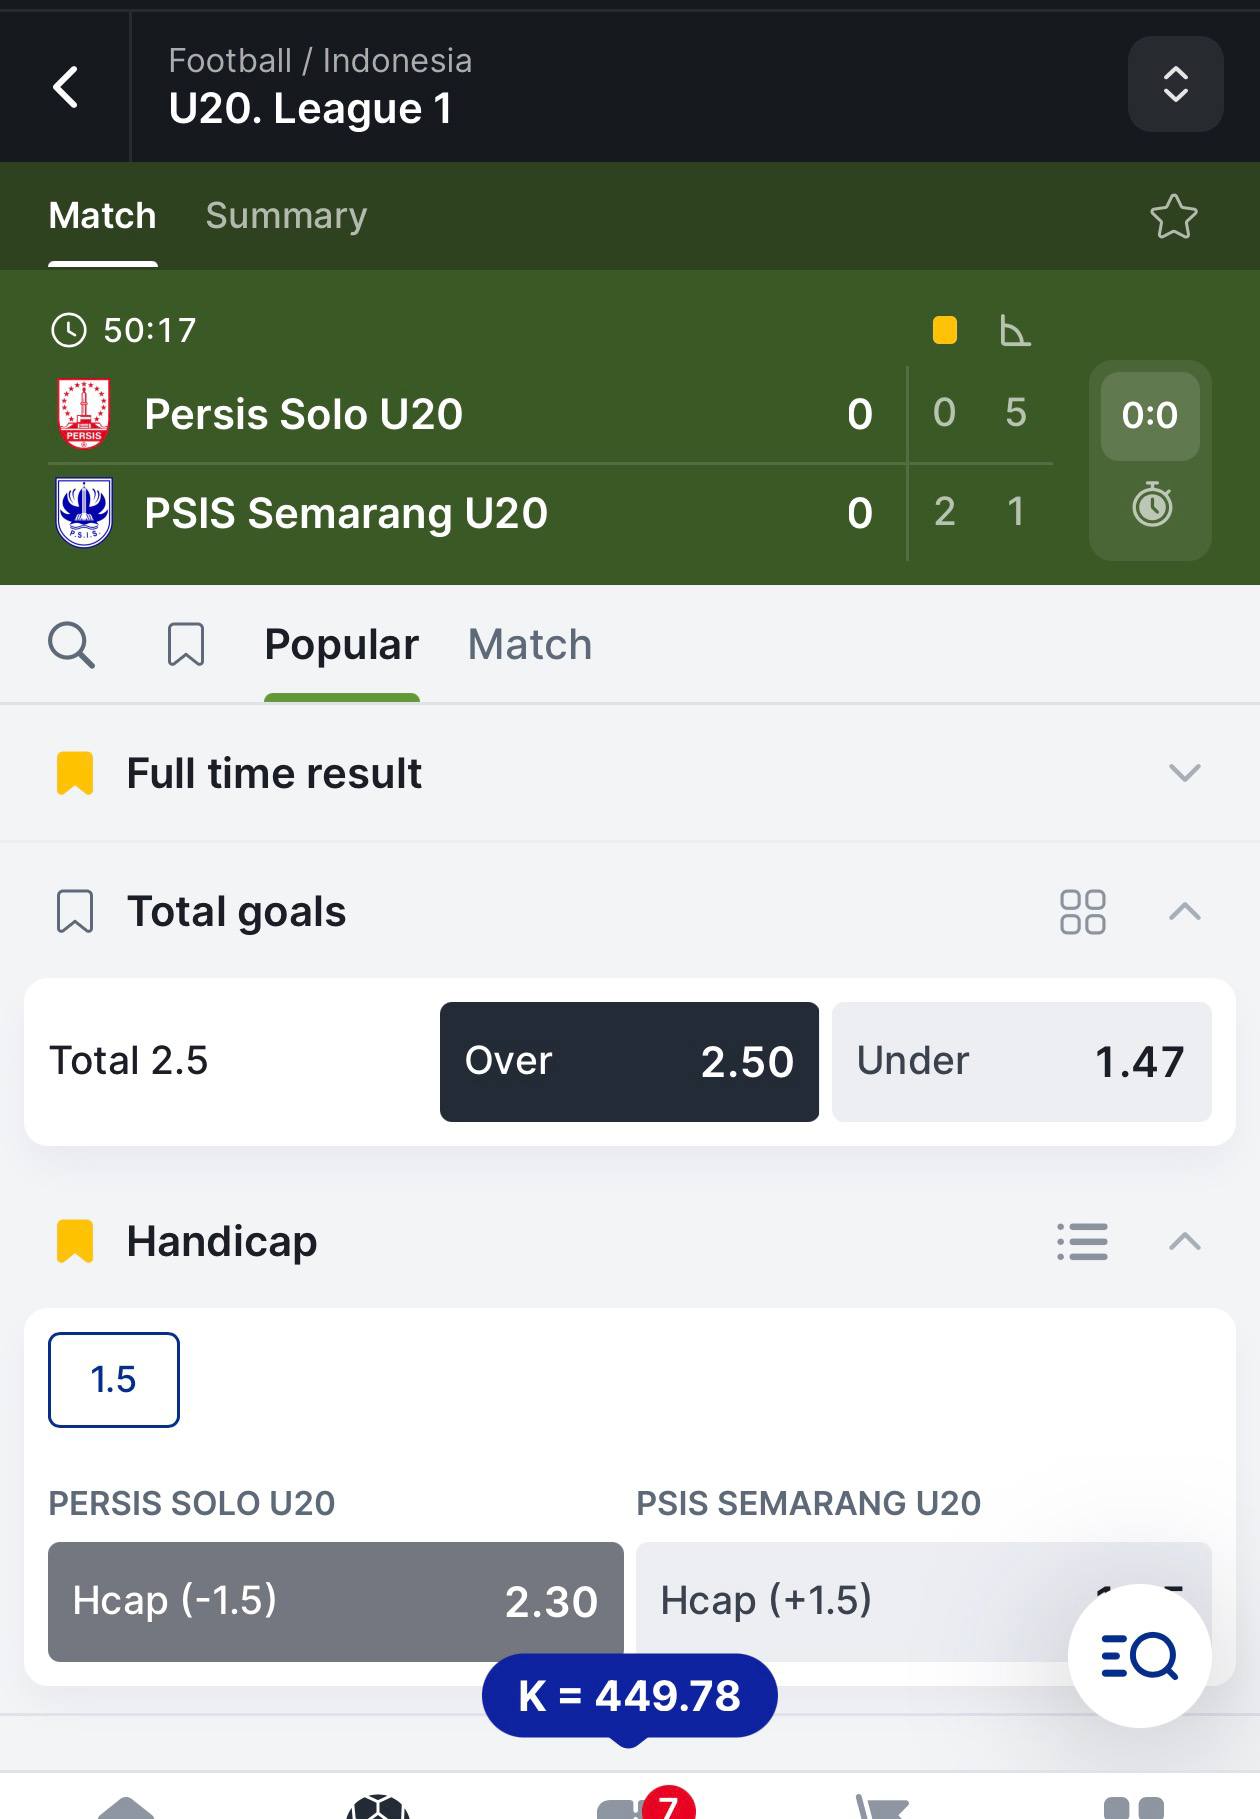 Football / Indonesia
U20. League 1
Match Summary
50:17
PERSIS
Persis Solo U20 0 0 5
0:0
P.S.I.S.
PSIS Semarang U20 0 2 1
Popular Match
Full time result
Total goals
Total 2.5 Over 2.50 Under 1.47
Handicap
1.5
PERSIS SOLO U20 PSIS SEMARANG U20
Hcap (-1.5) 2.30 Hcap (+1.5)
K = 449.78
7